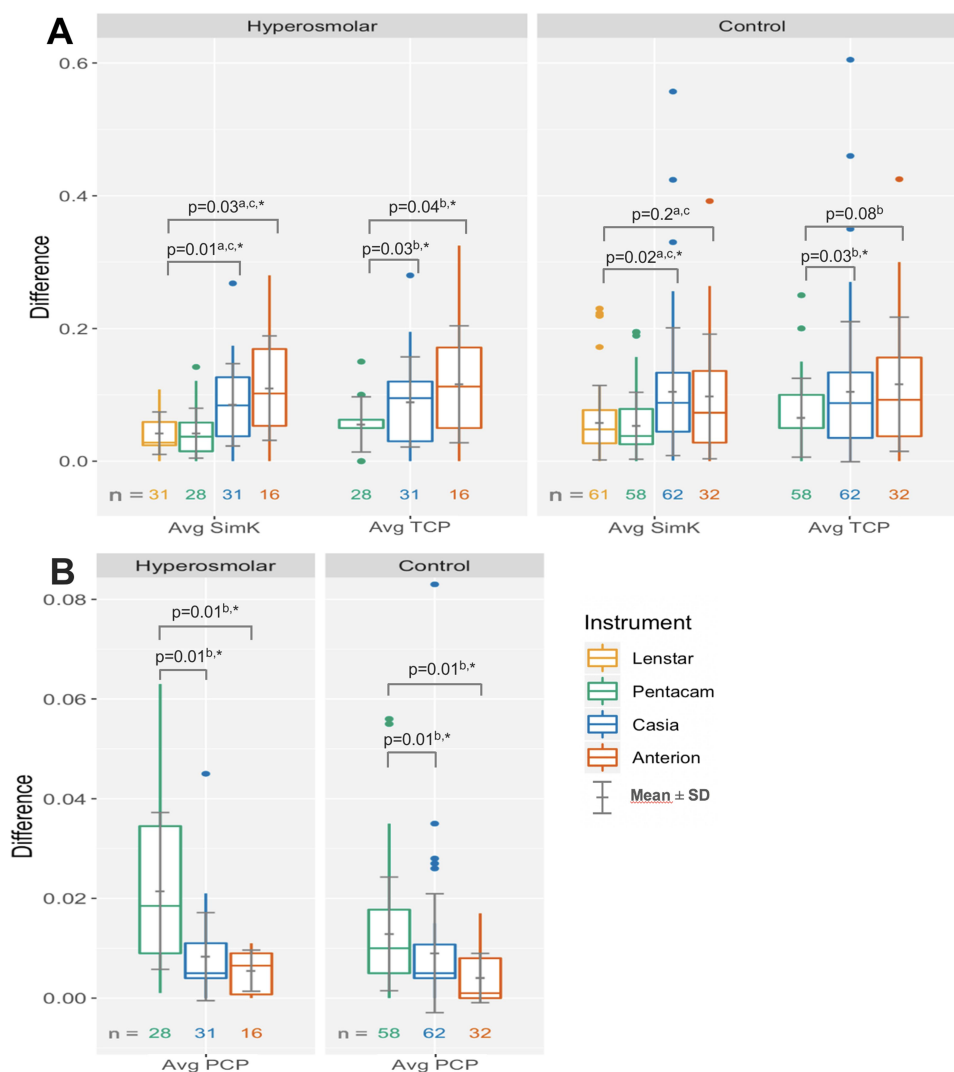 A
Hyperosmolar
Control
0.6
0.4
0.2
0.0
Difference
p=0.03a,c,*
p=0.01a,c,*
p=0.04b,*
p=0.03b,*
p=0.2a,c
p=0.02a,c,*
p=0.08b
p=0.03b,*
n = 31 28 31 16
28 31 16
n = 61 58 62 32
58 62 32
Avg SimK
Avg TCP
Avg SimK
Avg TCP
B
Hyperosmolar
Control
0.08
0.06
0.04
0.02
0.00
Difference
p=0.01b,*
p=0.01b,*
p=0.01b,*
p=0.01b,*
n = 28 31 16
n = 58 62 32
Avg PCP
Avg PCP
Instrument
Lenstar
Pentacam
Casia
Anterion
Mean ± SD